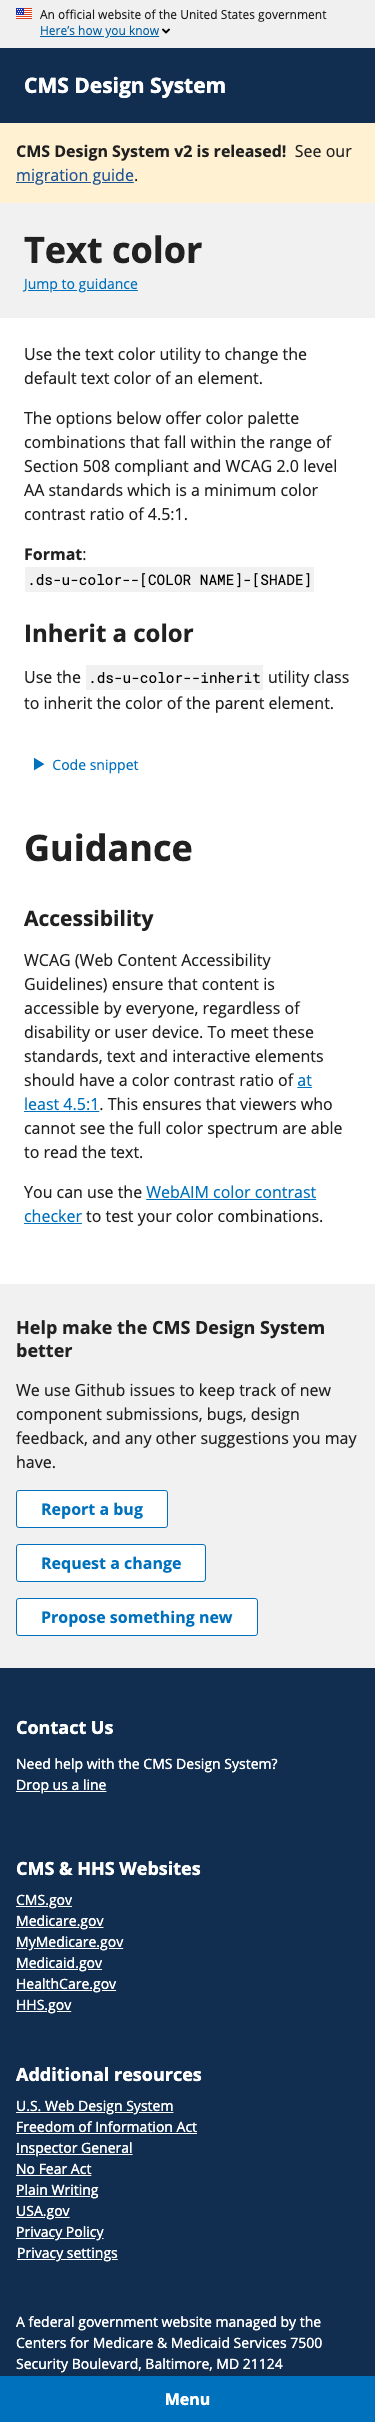 An official website of the United States government
Here's how you know
CMS Design System
CMS Design System v2 is released! See our
migration guide.
Text color
Jump to guidance
Use the text color utility to change the
default text color of an element.
The options below offer color palette
combinations that fall within the range of
Section 508 compliant and WCAG 2.0 level
AA standards which is a minimum color
contrast ratio of 4.5:1.
Format:
.ds-u-color--[COLOR NAME]-[SHADE]
Inherit a color
Use the .ds-u-color--inherit utility class
to inherit the color of the parent element.
Code snippet
Guidance
Accessibility
WCAG (Web Content Accessibility
Guidelines) ensure that content is
accessible by everyone, regardless of
disability or user device. To meet these
standards, text and interactive elements
should have a color contrast ratio of at
least 4.5:1. This ensures that viewers who
cannot see the full color spectrum are able
to read the text.
You can use the WebAIM color contrast
checker to test your color combinations.
Help make the CMS Design System
better
We use Github issues to keep track of new
component submissions, bugs, design
feedback, and any other suggestions you may
have.
Report a bug
Request a change
Propose something new
Contact Us
Need help with the CMS Design System?
Drop us a line
CMS & HHS Websites
CMS.gov
Medicare.gov
MyMedicare.gov
Medicaid.gov
HealthCare.gov
HHS.gov
Additional resources
U.S. Web Design System
Freedom of Information Act
Inspector General
No Fear Act
Plain Writing
USA.gov
Privacy Policy
Privacy settings
A federal government website managed by the
Centers for Medicare & Medicaid Services 7500
Security Boulevard, Baltimore, MD 21124
Menu